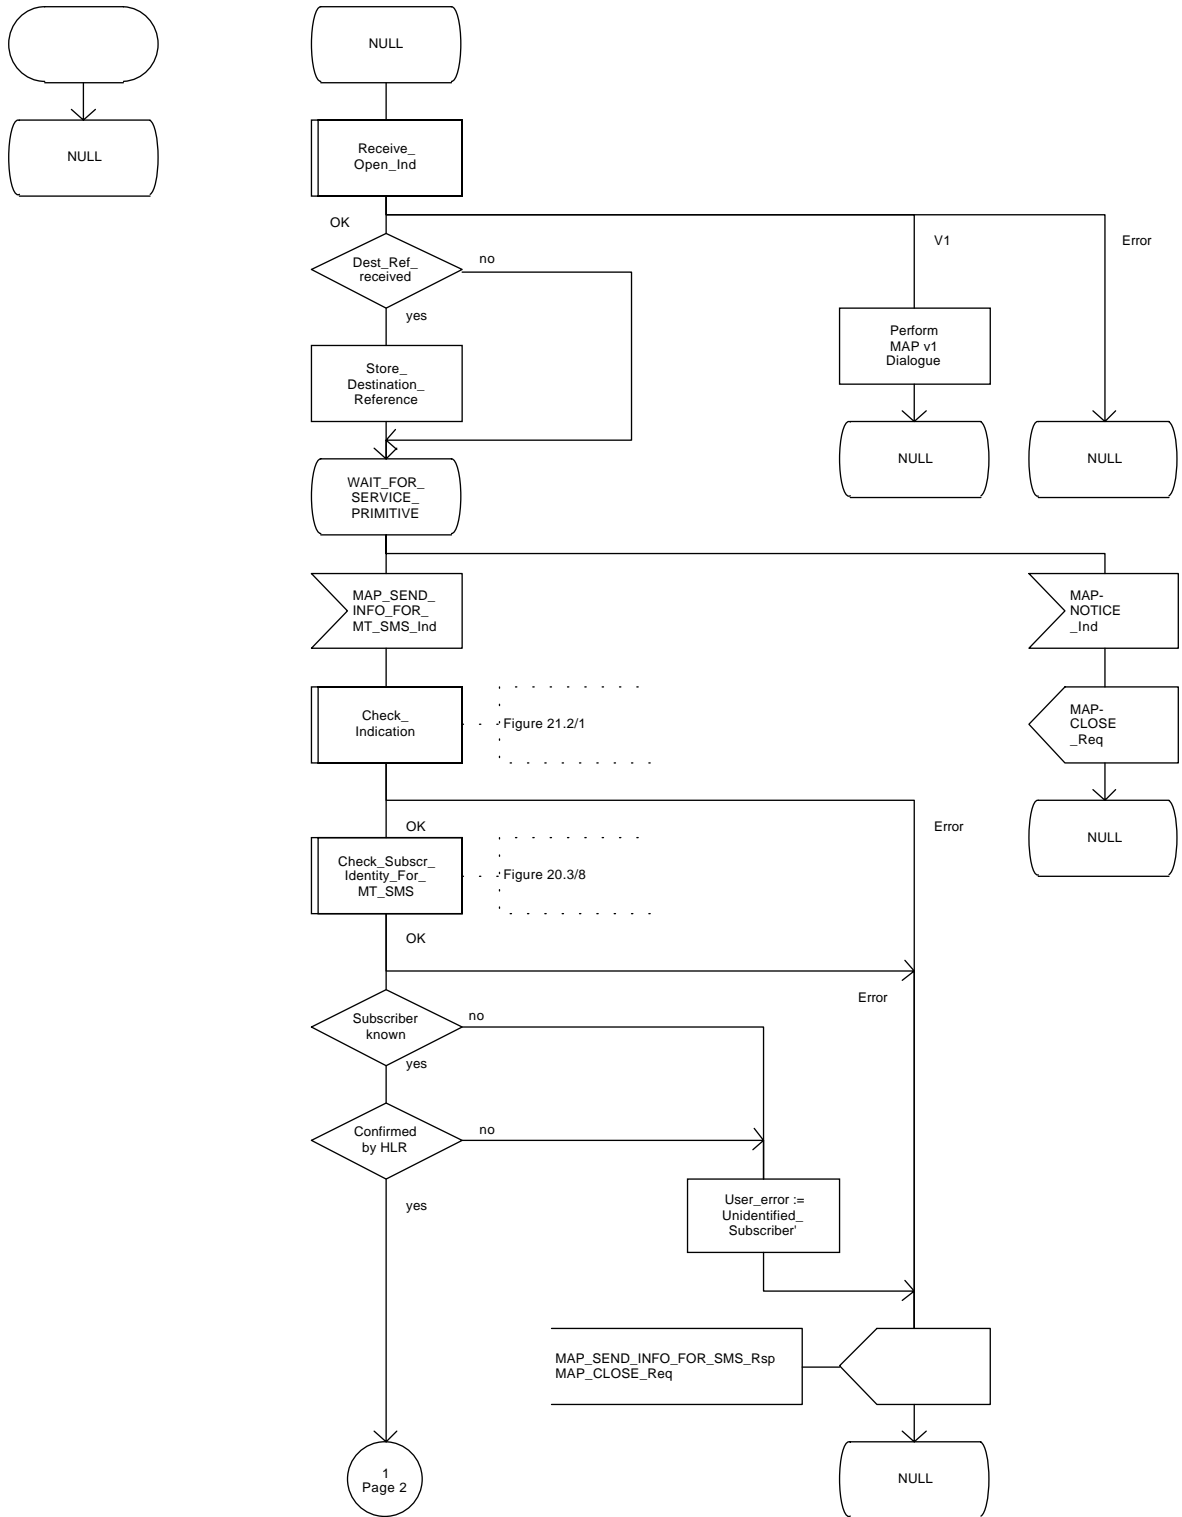 NULL
NULL
Receive_
Open_Ind
OK
V1
Error
Dest_Ref_
received
no
yes
Perform
MAP v1
Dialogue
Store_
Destination_
Reference
NULL
NULL
WAIT_FOR_
SERVICE_
PRIMITIVE
MAP_SEND_
INFO_FOR_
MT_SMS_Ind
MAP-
NOTICE
_Ind
Check_
Indication
Figure 21.2/1
MAP-
CLOSE
_Req
OK
Error
NULL
Check_Subscr_
Identity_For_
MT_SMS
Figure 20.3/8
OK
Error
Subscriber
known
no
yes
Confirmed
by HLR
no
yes
User_error :=
Unidentified_
Subscriber'
MAP_SEND_INFO_FOR_SMS_Rsp
MAP_CLOSE_Req
1
Page 2
NULL